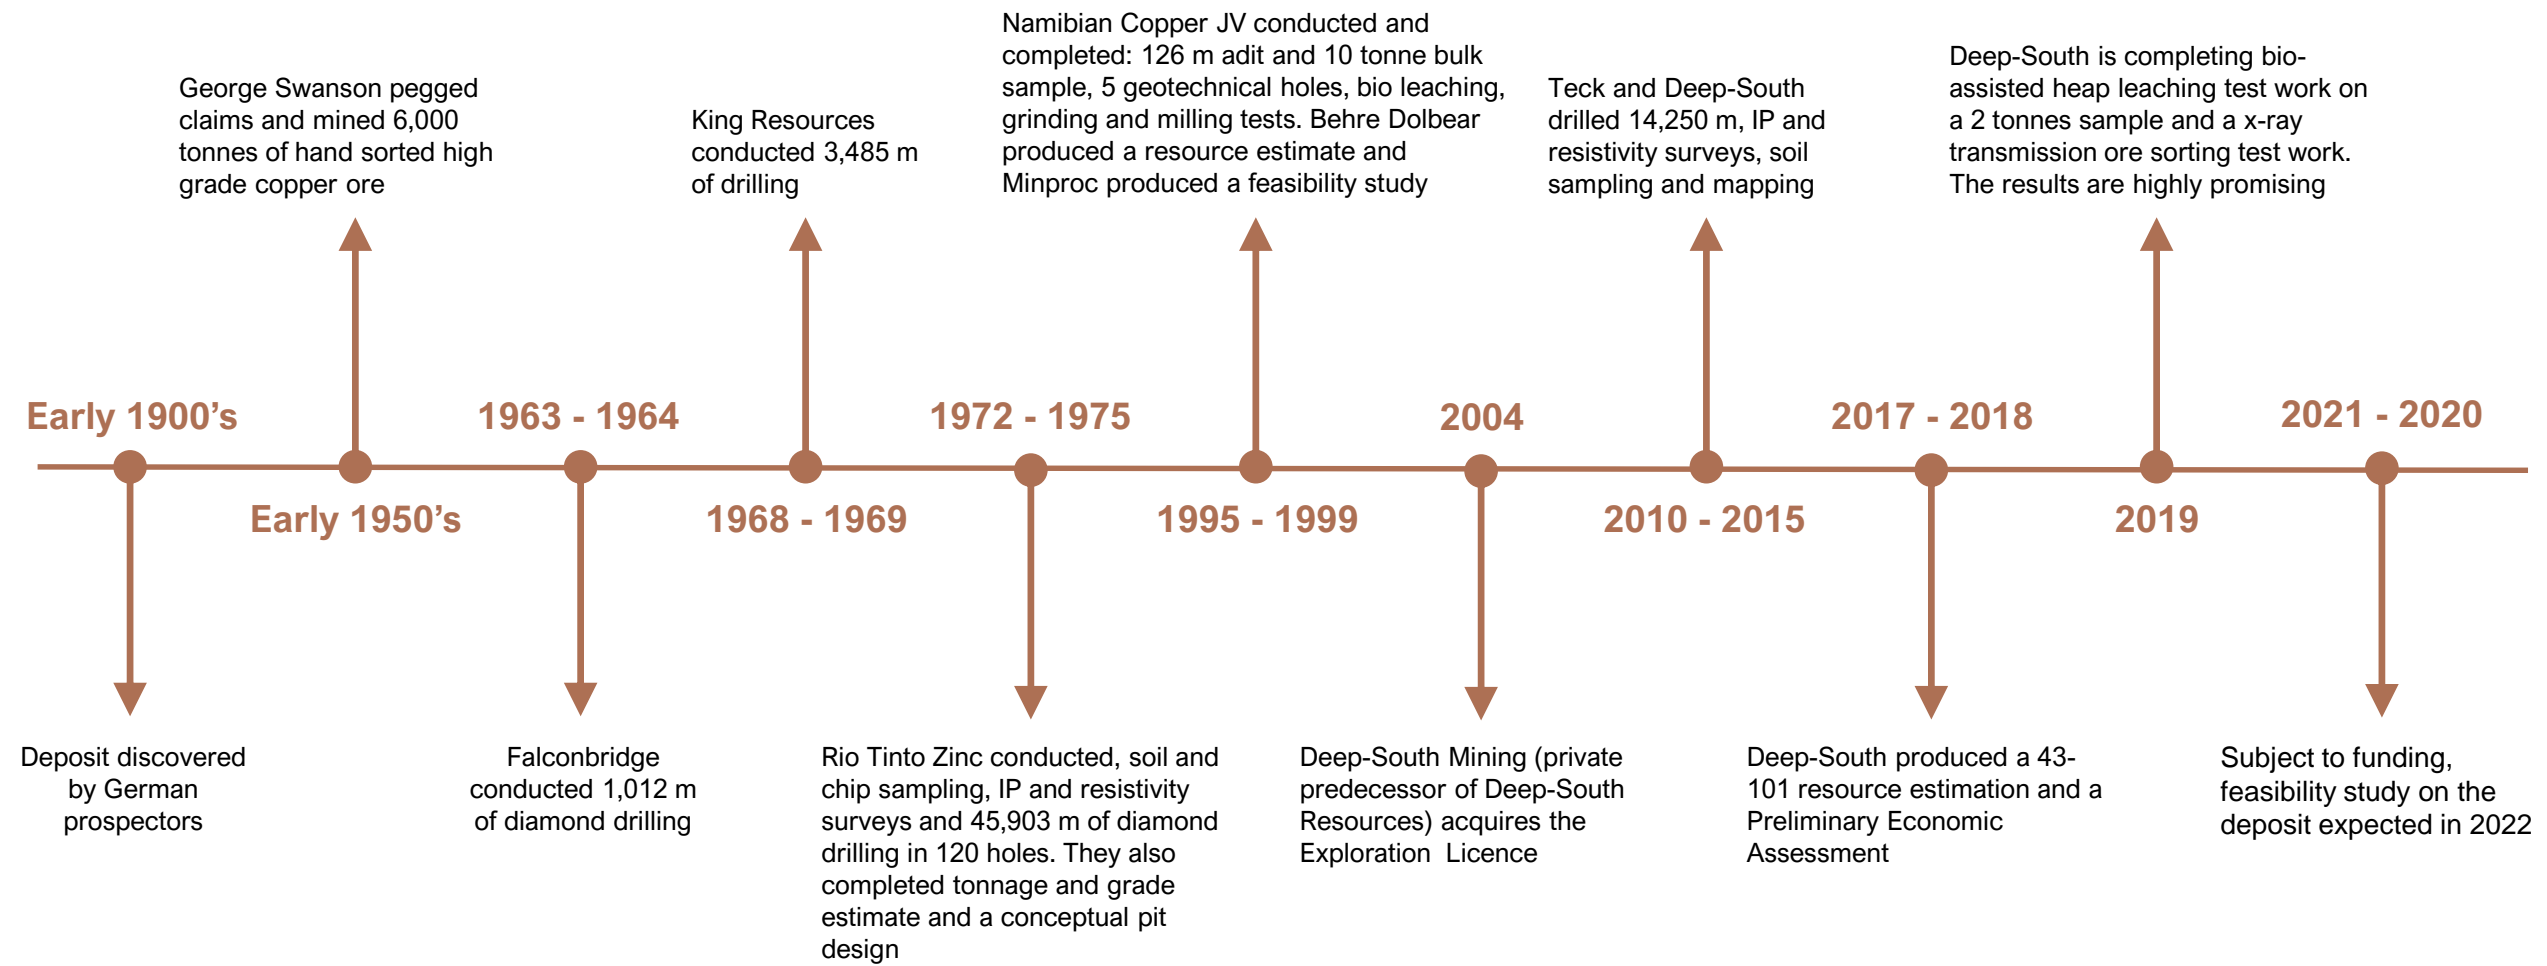 Namibian Copper JV conducted and
completed: 126 m adit and 10 tonne bulk
sample, 5 geotechnical holes, bio leaching,
grinding and milling tests. Behre Dolbear
produced a resource estimate and
Minproc produced a feasibility study
George Swanson pegged
claims and mined 6,000
tonnes of hand sorted high
grade copper ore
King Resources
conducted 3,485 m
of drilling
Teck and Deep-South
drilled 14,250 m, IP and
resistivity surveys, soil
sampling and mapping
Deep-South is completing bio-
assisted heap leaching test work on
a 2 tonnes sample and a x-ray
transmission ore sorting test work.
The results are highly promising
Early 1900’s
1963 - 1964
1972 - 1975
2004
2017 - 2018
2021 - 2020
Early 1950’s
1968 - 1969
1995 - 1999
2010 - 2015
2019
Deposit discovered
by German
prospectors
Falconbridge
conducted 1,012 m
of diamond drilling
Rio Tinto Zinc conducted, soil and
chip sampling, IP and resistivity
surveys and 45,903 m of diamond
drilling in 120 holes. They also
completed tonnage and grade
estimate and a conceptual pit
design
Deep-South Mining (private
predecessor of Deep-South
Resources) acquires the
Exploration Licence
Deep-South produced a 43-
101 resource estimation and a
Preliminary Economic
Assessment
Subject to funding,
feasibility study on the
deposit expected in 2022